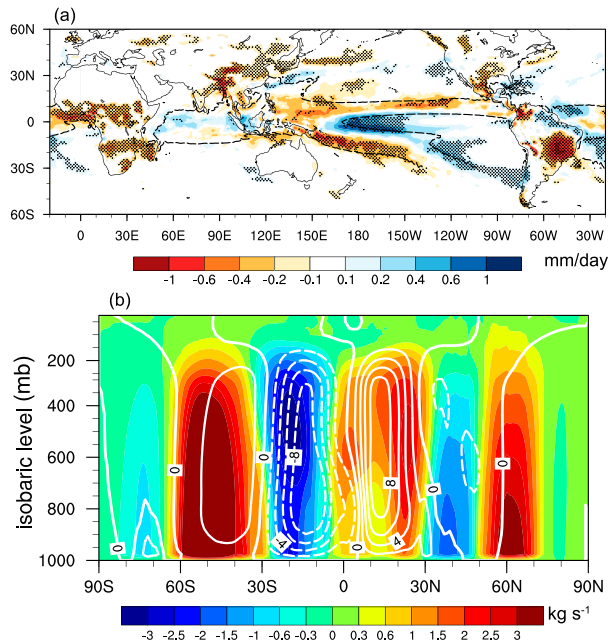 (a)
60N
30N
0
30S
60S
0 30E 60E 90E 120E 150E 180 150W 120W 90W 60W 30W
mm/day
-1 -0.6 -0.4 -0.2 -0.1 0.1 0.2 0.4 0.6 1
(b)
isobaric level (mb)
200
400
600
800
1000
0 0 -8 0 0 0
8
0 -4 0 4
90S 60S 30S 0 30N 60N 90N
kg s⁻¹
-3 -2.5 -2 -1.5 -1 -0.6 -0.3 0 0.3 0.6 1 1.5 2 2.5 3